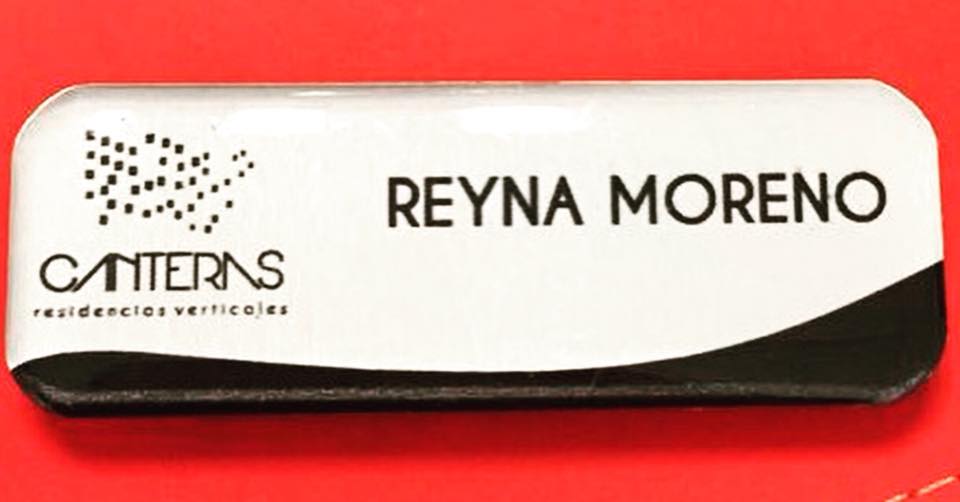 REYNA MORENO
CANTERAS
residencias verticales